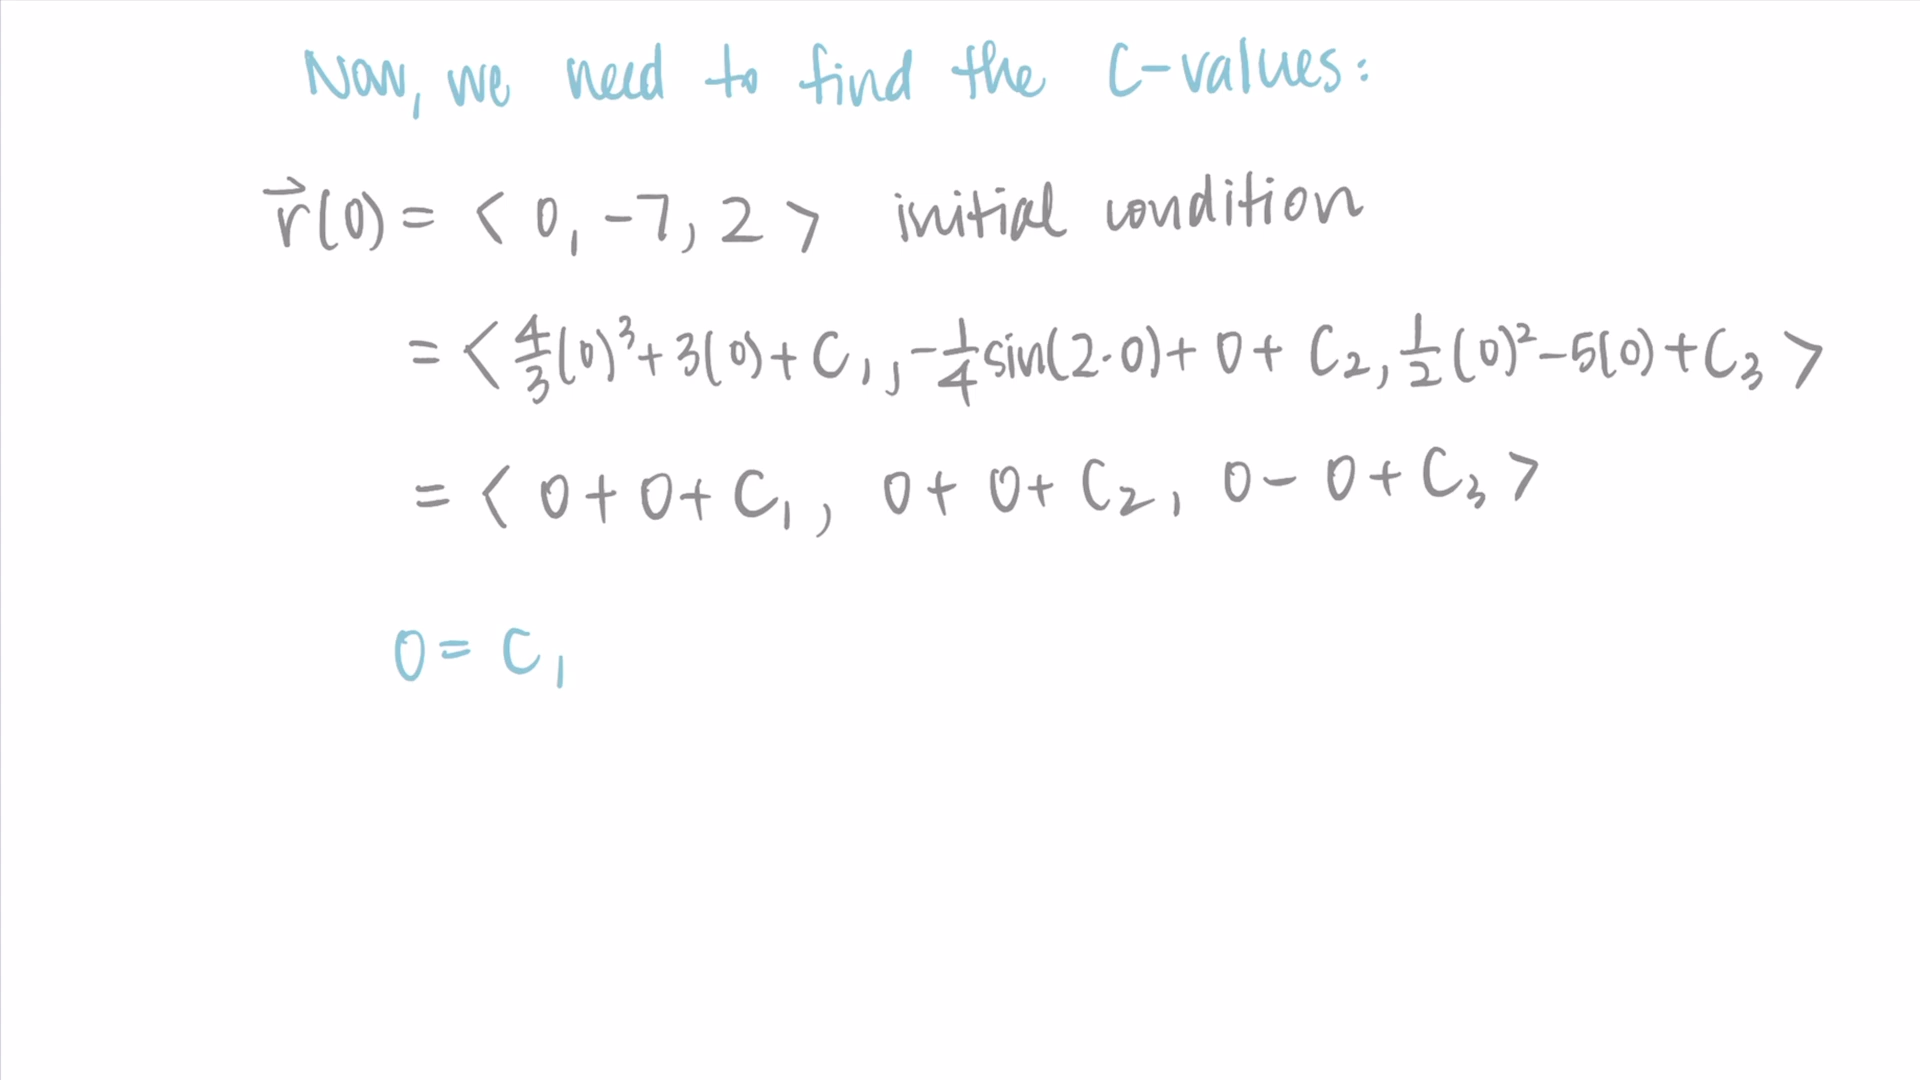 Now, we need to find the C-values:
r⃗(0) = < 0, -7, 2 > initial condition
= < 4/3(0)³ + 3(0) + C₁, -1/4 sin(2·0) + 0 + C₂, 1/2(0)² - 5(0) + C₃ >
= < 0 + 0 + C₁, 0 + 0 + C₂, 0 - 0 + C₃ >
0 = C₁